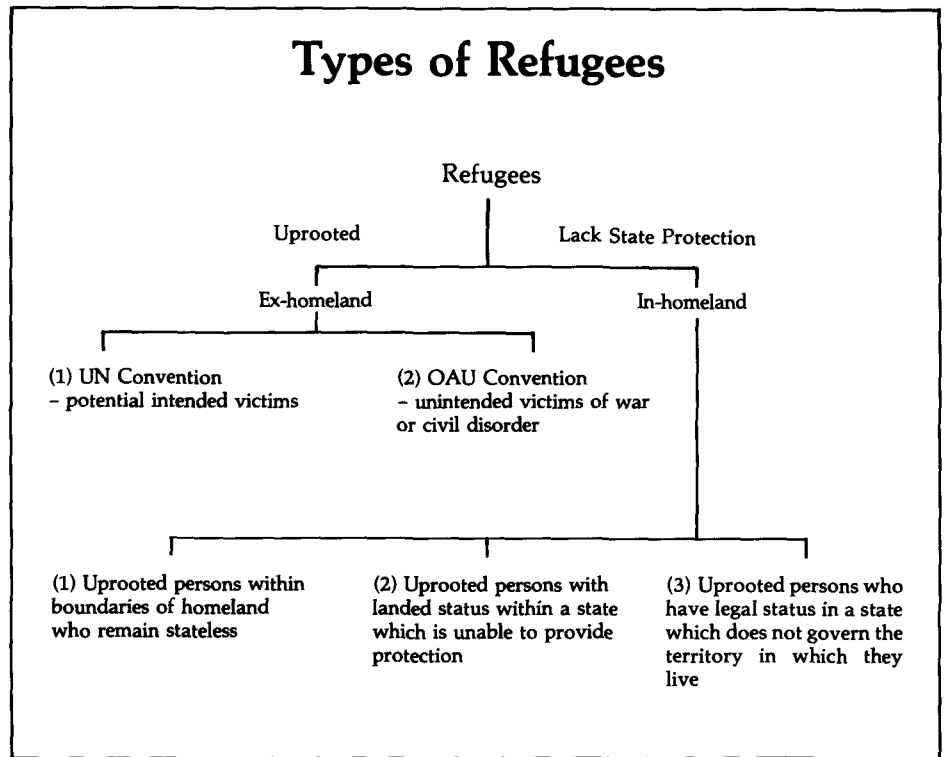 Types of Refugees
Refugees
Uprooted
Lack State Protection
Ex-homeland
In-homeland
(1) UN Convention
– potential intended victims
(2) OAU Convention
– unintended victims of war
or civil disorder
(1) Uprooted persons within
boundaries of homeland
who remain stateless
(2) Uprooted persons with
landed status within a state
which is unable to provide
protection
(3) Uprooted persons who
have legal status in a state
which does not govern the
territory in which they
live